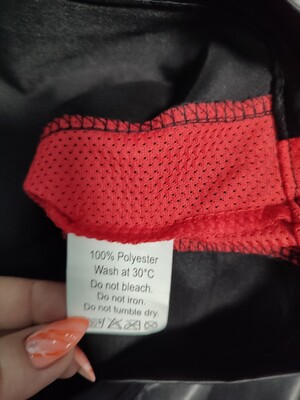 100% Polyester
Wash at 30°C
Do not bleach.
Do not iron.
Do not tumble dry.